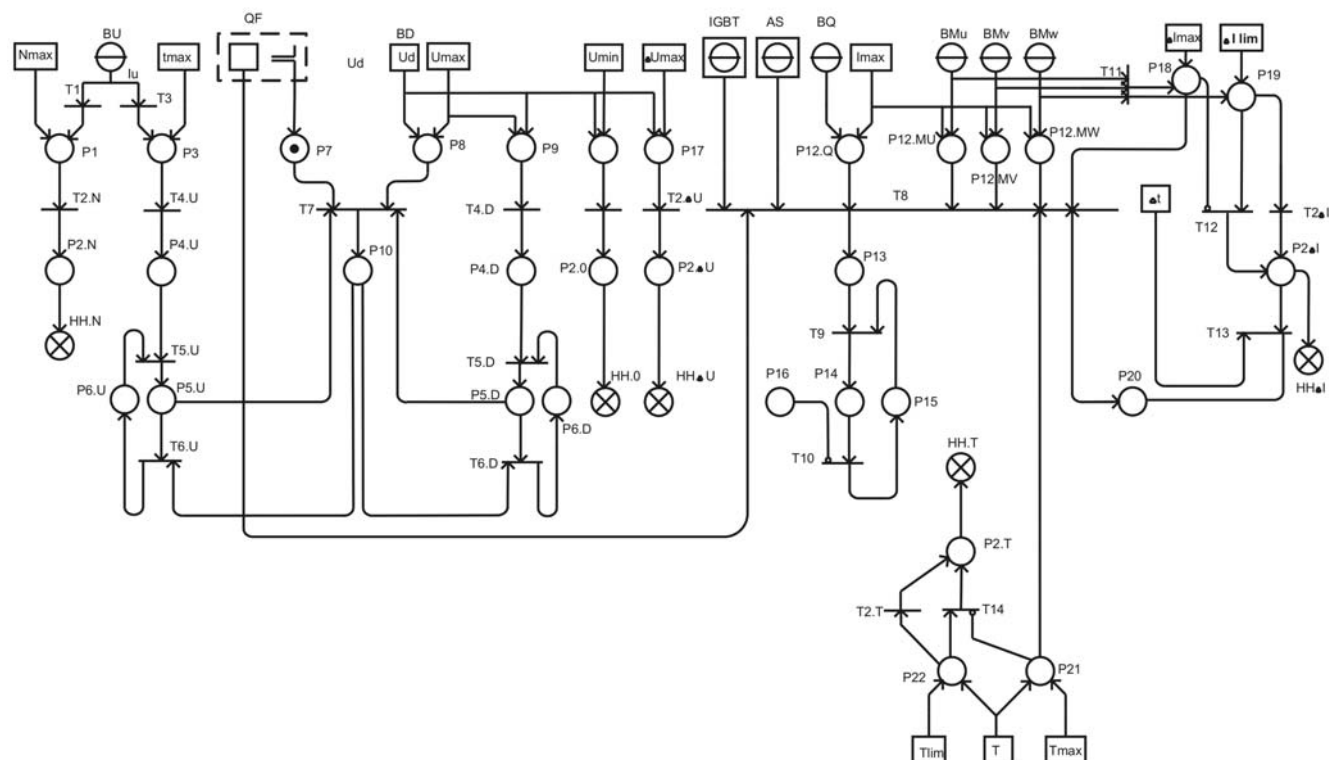 QF
IGBT AS BQ BMu BMv BMw
Nmax BU tmax Ud BD Ud Umax Umin ▲Umax Imax ▲Imax ▲I lim
T1 Iu T3 T11 P18 P19
P1 P3 P7 P8 P9 P17 P12.Q P12.MU P12.MV P12.MW
T2.N T4.U T7 T4.D T2.▲U T8 ▲t T12 T2▲I
P2.N P4.U P10 P4.D P2.0 P2.▲U P13 P2▲I
HH.N T9 T13
T5.U T5.D HH.0 HH▲U P16 P14 HH▲I
P6.U P5.U P5.D P6.D P15 P20
T6.U T6.D T10 HH.T
P2.T
T2.T T14
P22 P21
Tlim T Tmax